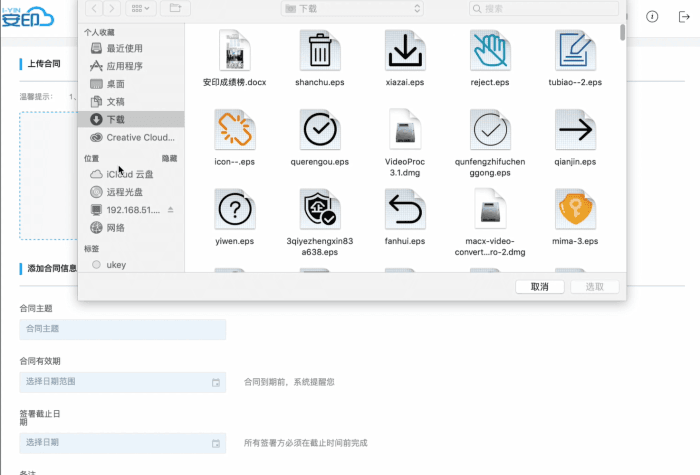 I-YIN
安印
下载
搜索
上传合同
温馨提示： 1、
个人收藏
最近使用
应用程序
桌面
文稿
下载
Creative Cloud...
位置
隐藏
iCloud 云盘
远程光盘
192.168.51....
网络
标签
ukey
安印成绩榜.docx
shanchu.eps
xiazai.eps
reject.eps
tubiao--2.eps
icon--.eps
querengou.eps
VideoProc
3.1.dmg
qunfengzhifuchen
ggong.eps
qianjin.eps
yiwen.eps
3qiyezhengxin83
a638.eps
fanhui.eps
macx-video-
convert...ro-2.dmg
mima-3.eps
取消
选取
添加合同信息
合同主题
合同主题
合同有效期
选择日期范围
合同到期前，系统提醒您
签署截止日
期
选择日期
所有签署方必须在截止时间前完成
备注